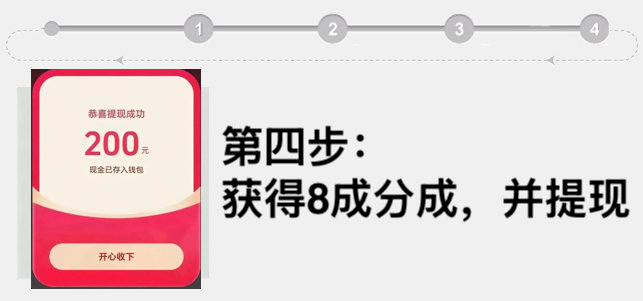 1 2 3 4
恭喜提现成功
200元
现金已存入钱包
开心收下
第四步：
获得8成分成，并提现